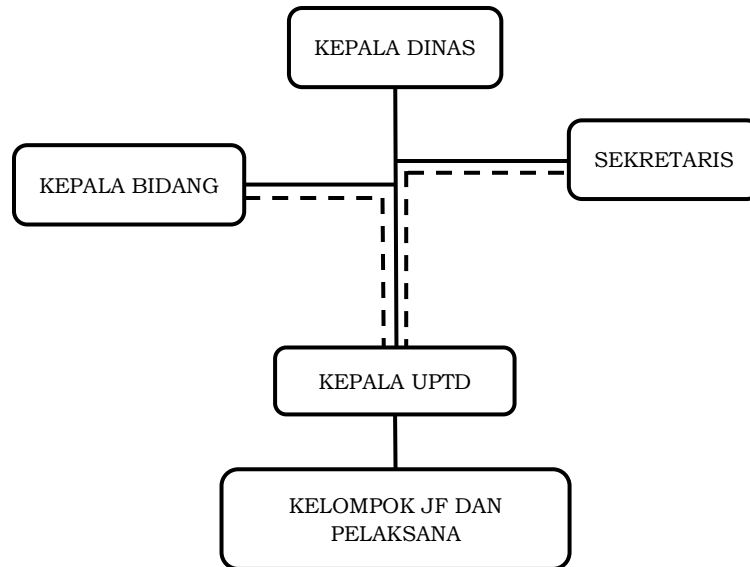 KEPALA DINAS
SEKRETARIS
KEPALA BIDANG
KEPALA UPTD
KELOMPOK JF DAN
PELAKSANA